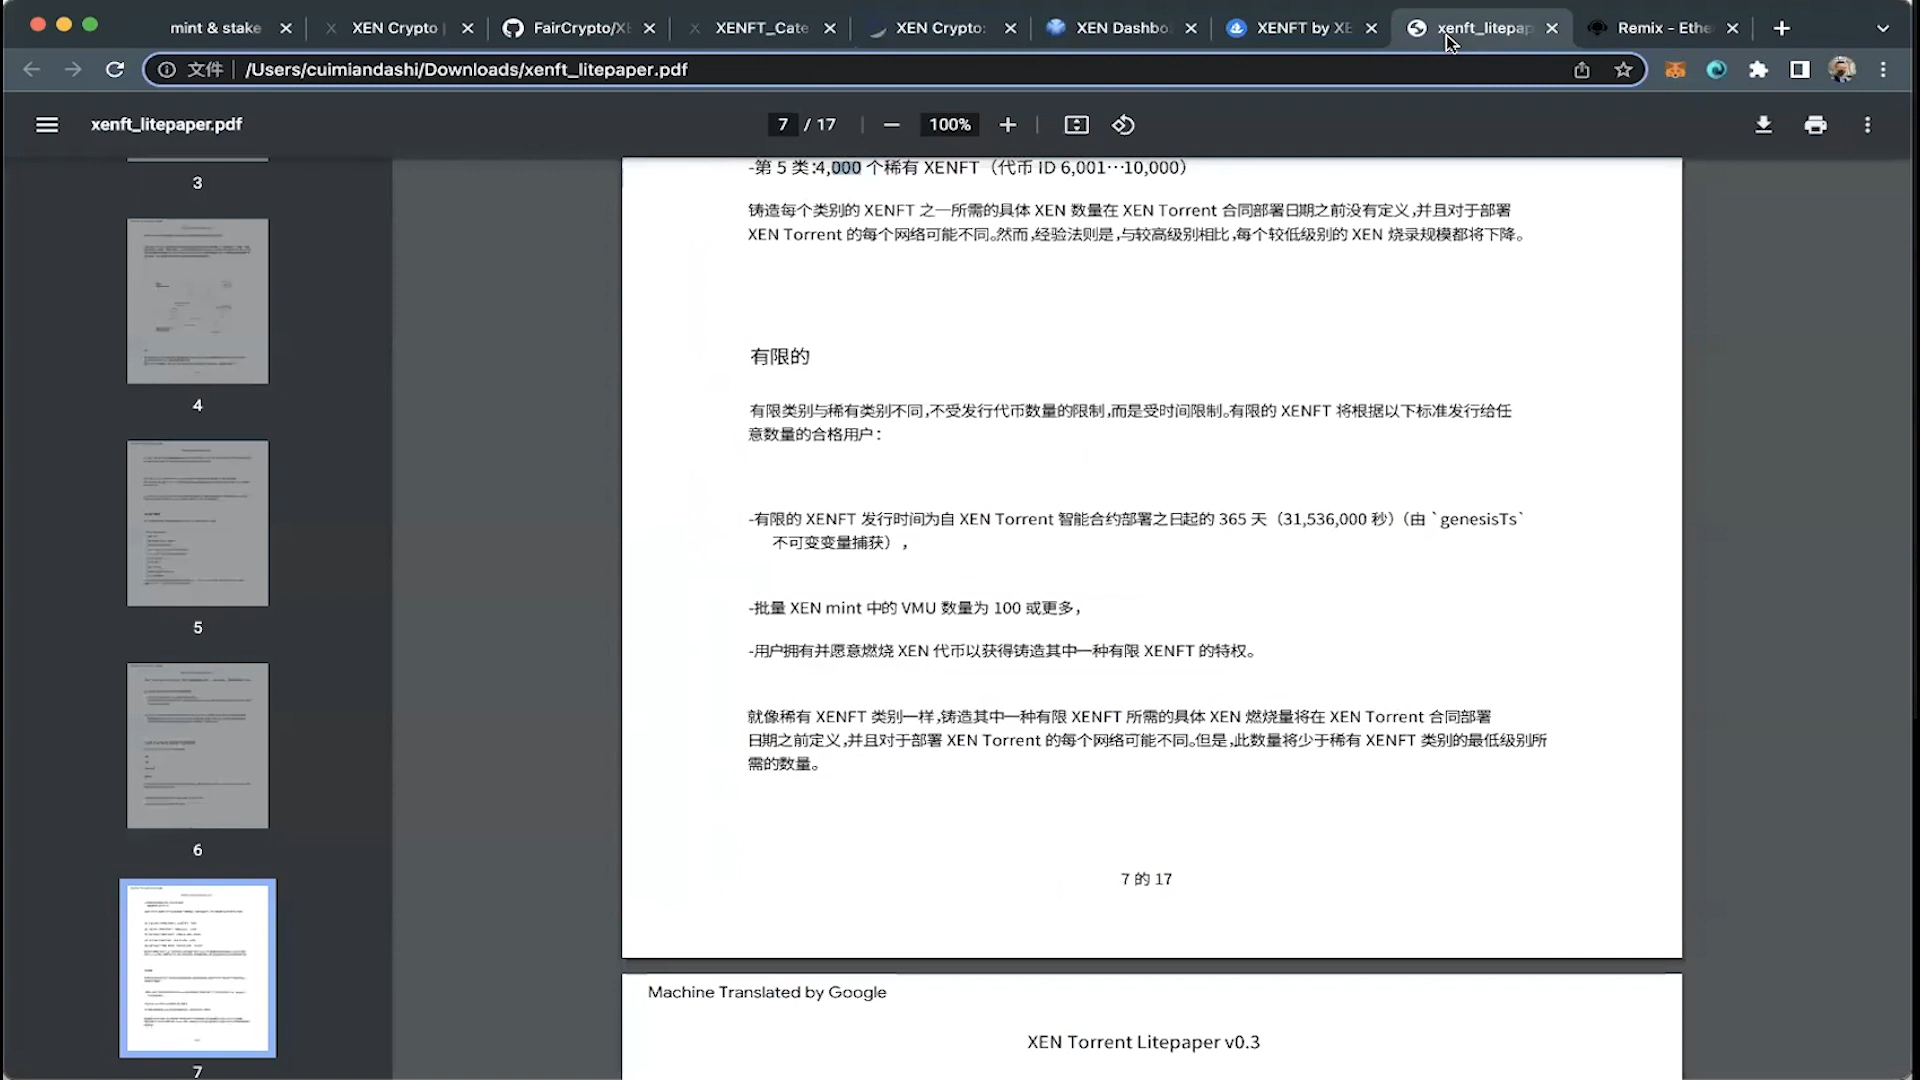 mint & stake
XEN Crypto
FairCrypto/X
XENFT_Cate
XEN Crypto:
XEN Dashbo
XENFT by XE
xenft_litepap
Remix - Ethe
文件
/Users/cuimiandashi/Downloads/xenft_litepaper.pdf
xenft_litepaper.pdf
7 / 17
100%
3
4
5
6
7
-第 5 类:4,000 个稀有 XENFT（代币 ID 6,001…10,000）
铸造每个类别的 XENFT 之一所需的具体 XEN 数量在 XEN Torrent 合同部署日期之前没有定义,并且对于部署
XEN Torrent 的每个网络可能不同。然而,经验法则是,与较高级别相比,每个较低级别的 XEN 烧录规模都将下降。
有限的
有限类别与稀有类别不同,不受发行代币数量的限制,而是受时间限制。有限的 XENFT 将根据以下标准发行给任
意数量的合格用户：
-有限的 XENFT 发行时间为自 XEN Torrent 智能合约部署之日起的 365 天（31,536,000 秒）（由 `genesisTs`
不可变变量捕获），
-批量 XEN mint 中的 VMU 数量为 100 或更多，
-用户拥有并愿意燃烧 XEN 代币以获得铸造其中一种有限 XENFT 的特权。
就像稀有 XENFT 类别一样,铸造其中一种有限 XENFT 所需的具体 XEN 燃烧量将在 XEN Torrent 合同部署
日期之前定义,并且对于部署 XEN Torrent 的每个网络可能不同。但是,此数量将少于稀有 XENFT 类别的最低级别所
需的数量。
7 的 17
Machine Translated by Google
XEN Torrent Litepaper v0.3